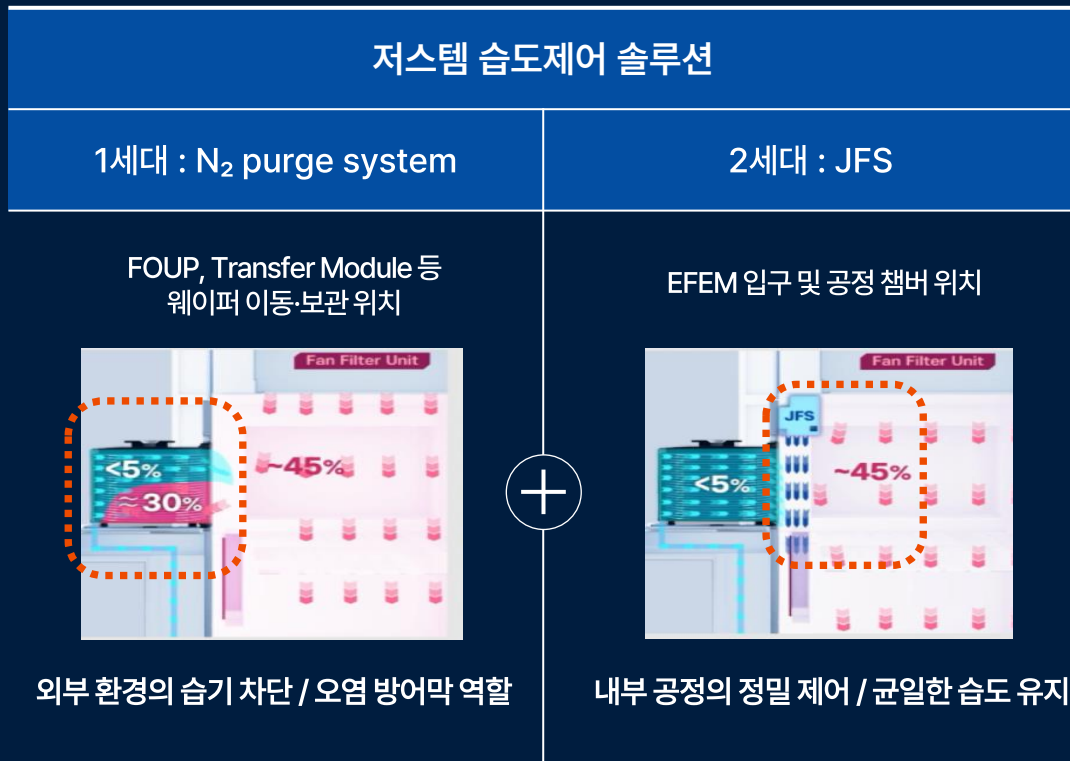 저스템 습도제어 솔루션
1세대 : N₂ purge system
2세대 : JFS
FOUP, Transfer Module 등
웨이퍼 이동·보관 위치
EFEM 입구 및 공정 챔버 위치
Fan Filter Unit
<5%
≈30%
~45%
Fan Filter Unit
JFS
<5%
~45%
외부 환경의 습기 차단 / 오염 방어막 역할
내부 공정의 정밀 제어 / 균일한 습도 유지